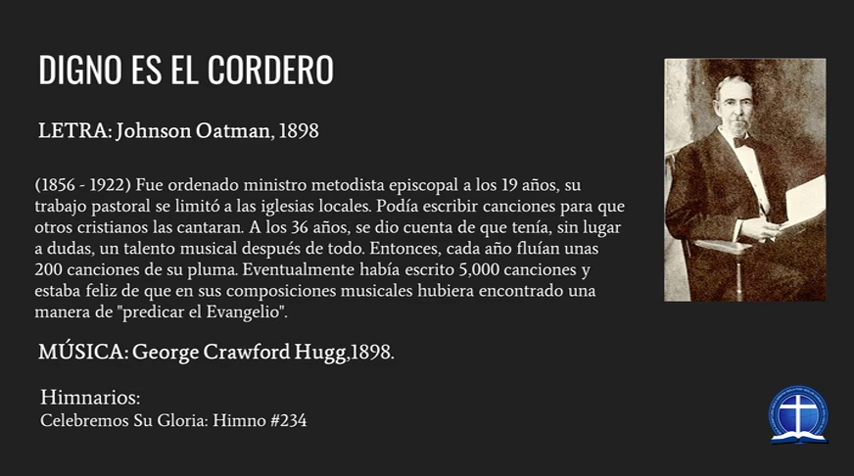 DIGNO ES EL CORDERO
LETRA: Johnson Oatman, 1898
(1856 - 1922) Fue ordenado ministro metodista episcopal a los 19 años, su
trabajo pastoral se limitó a las iglesias locales. Podía escribir canciones para que
otros cristianos las cantaran. A los 36 años, se dio cuenta de que tenía, sin lugar
a dudas, un talento musical después de todo. Entonces, cada año fluían unas
200 canciones de su pluma. Eventualmente había escrito 5,000 canciones y
estaba feliz de que en sus composiciones musicales hubiera encontrado una
manera de "predicar el Evangelio".
MÚSICA: George Crawford Hugg,1898.
Himnarios:
Celebremos Su Gloria: Himno #234